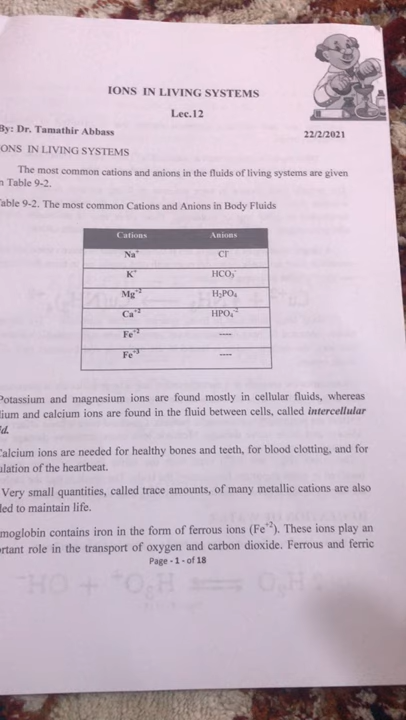 IONS IN LIVING SYSTEMS
Lec.12
By: Dr. Tamathir Abbass
22/2/2021
ONS IN LIVING SYSTEMS
The most common cations and anions in the fluids of living systems are given
n Table 9-2.
able 9-2. The most common Cations and Anions in Body Fluids
Cations Anions
Na⁺ Cl⁻
K⁺ HCO₃⁻
Mg⁺² H₂PO₄
Ca⁺² HPO₄⁻²
Fe⁺² ----
Fe⁺³ ----
Potassium and magnesium ions are found mostly in cellular fluids, whereas
ium and calcium ions are found in the fluid between cells, called intercellular
id.
Calcium ions are needed for healthy bones and teeth, for blood clotting, and for
ulation of the heartbeat.
Very small quantities, called trace amounts, of many metallic cations are also
ded to maintain life.
moglobin contains iron in the form of ferrous ions (Fe⁺²). These ions play an
ortant role in the transport of oxygen and carbon dioxide. Ferrous and ferric
Page - 1 - of 18